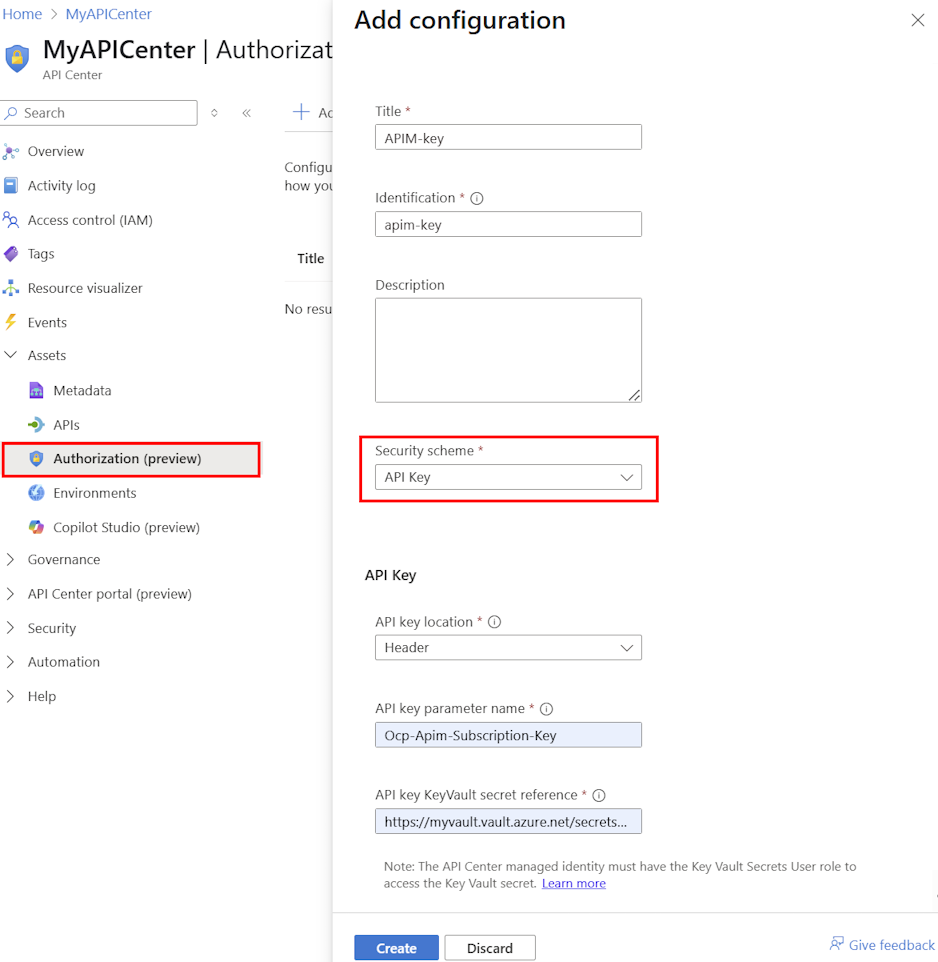 Home > MyAPICenter
MyAPICenter | Authorizat
API Center
Search
Overview
Activity log
Access control (IAM)
Tags
Resource visualizer
Events
Assets
Metadata
APIs
Authorization (preview)
Environments
Copilot Studio (preview)
Governance
API Center portal (preview)
Security
Automation
Help
+ Ac
Configu
how you
Title
No resu
Add configuration
Title *
APIM-key
Identification *
apim-key
Description
Security scheme *
API Key
API Key
API key location *
Header
API key parameter name *
Ocp-Apim-Subscription-Key
API key KeyVault secret reference *
https://myvault.vault.azure.net/secrets...
Note: The API Center managed identity must have the Key Vault Secrets User role to
access the Key Vault secret. Learn more
Create
Discard
Give feedback